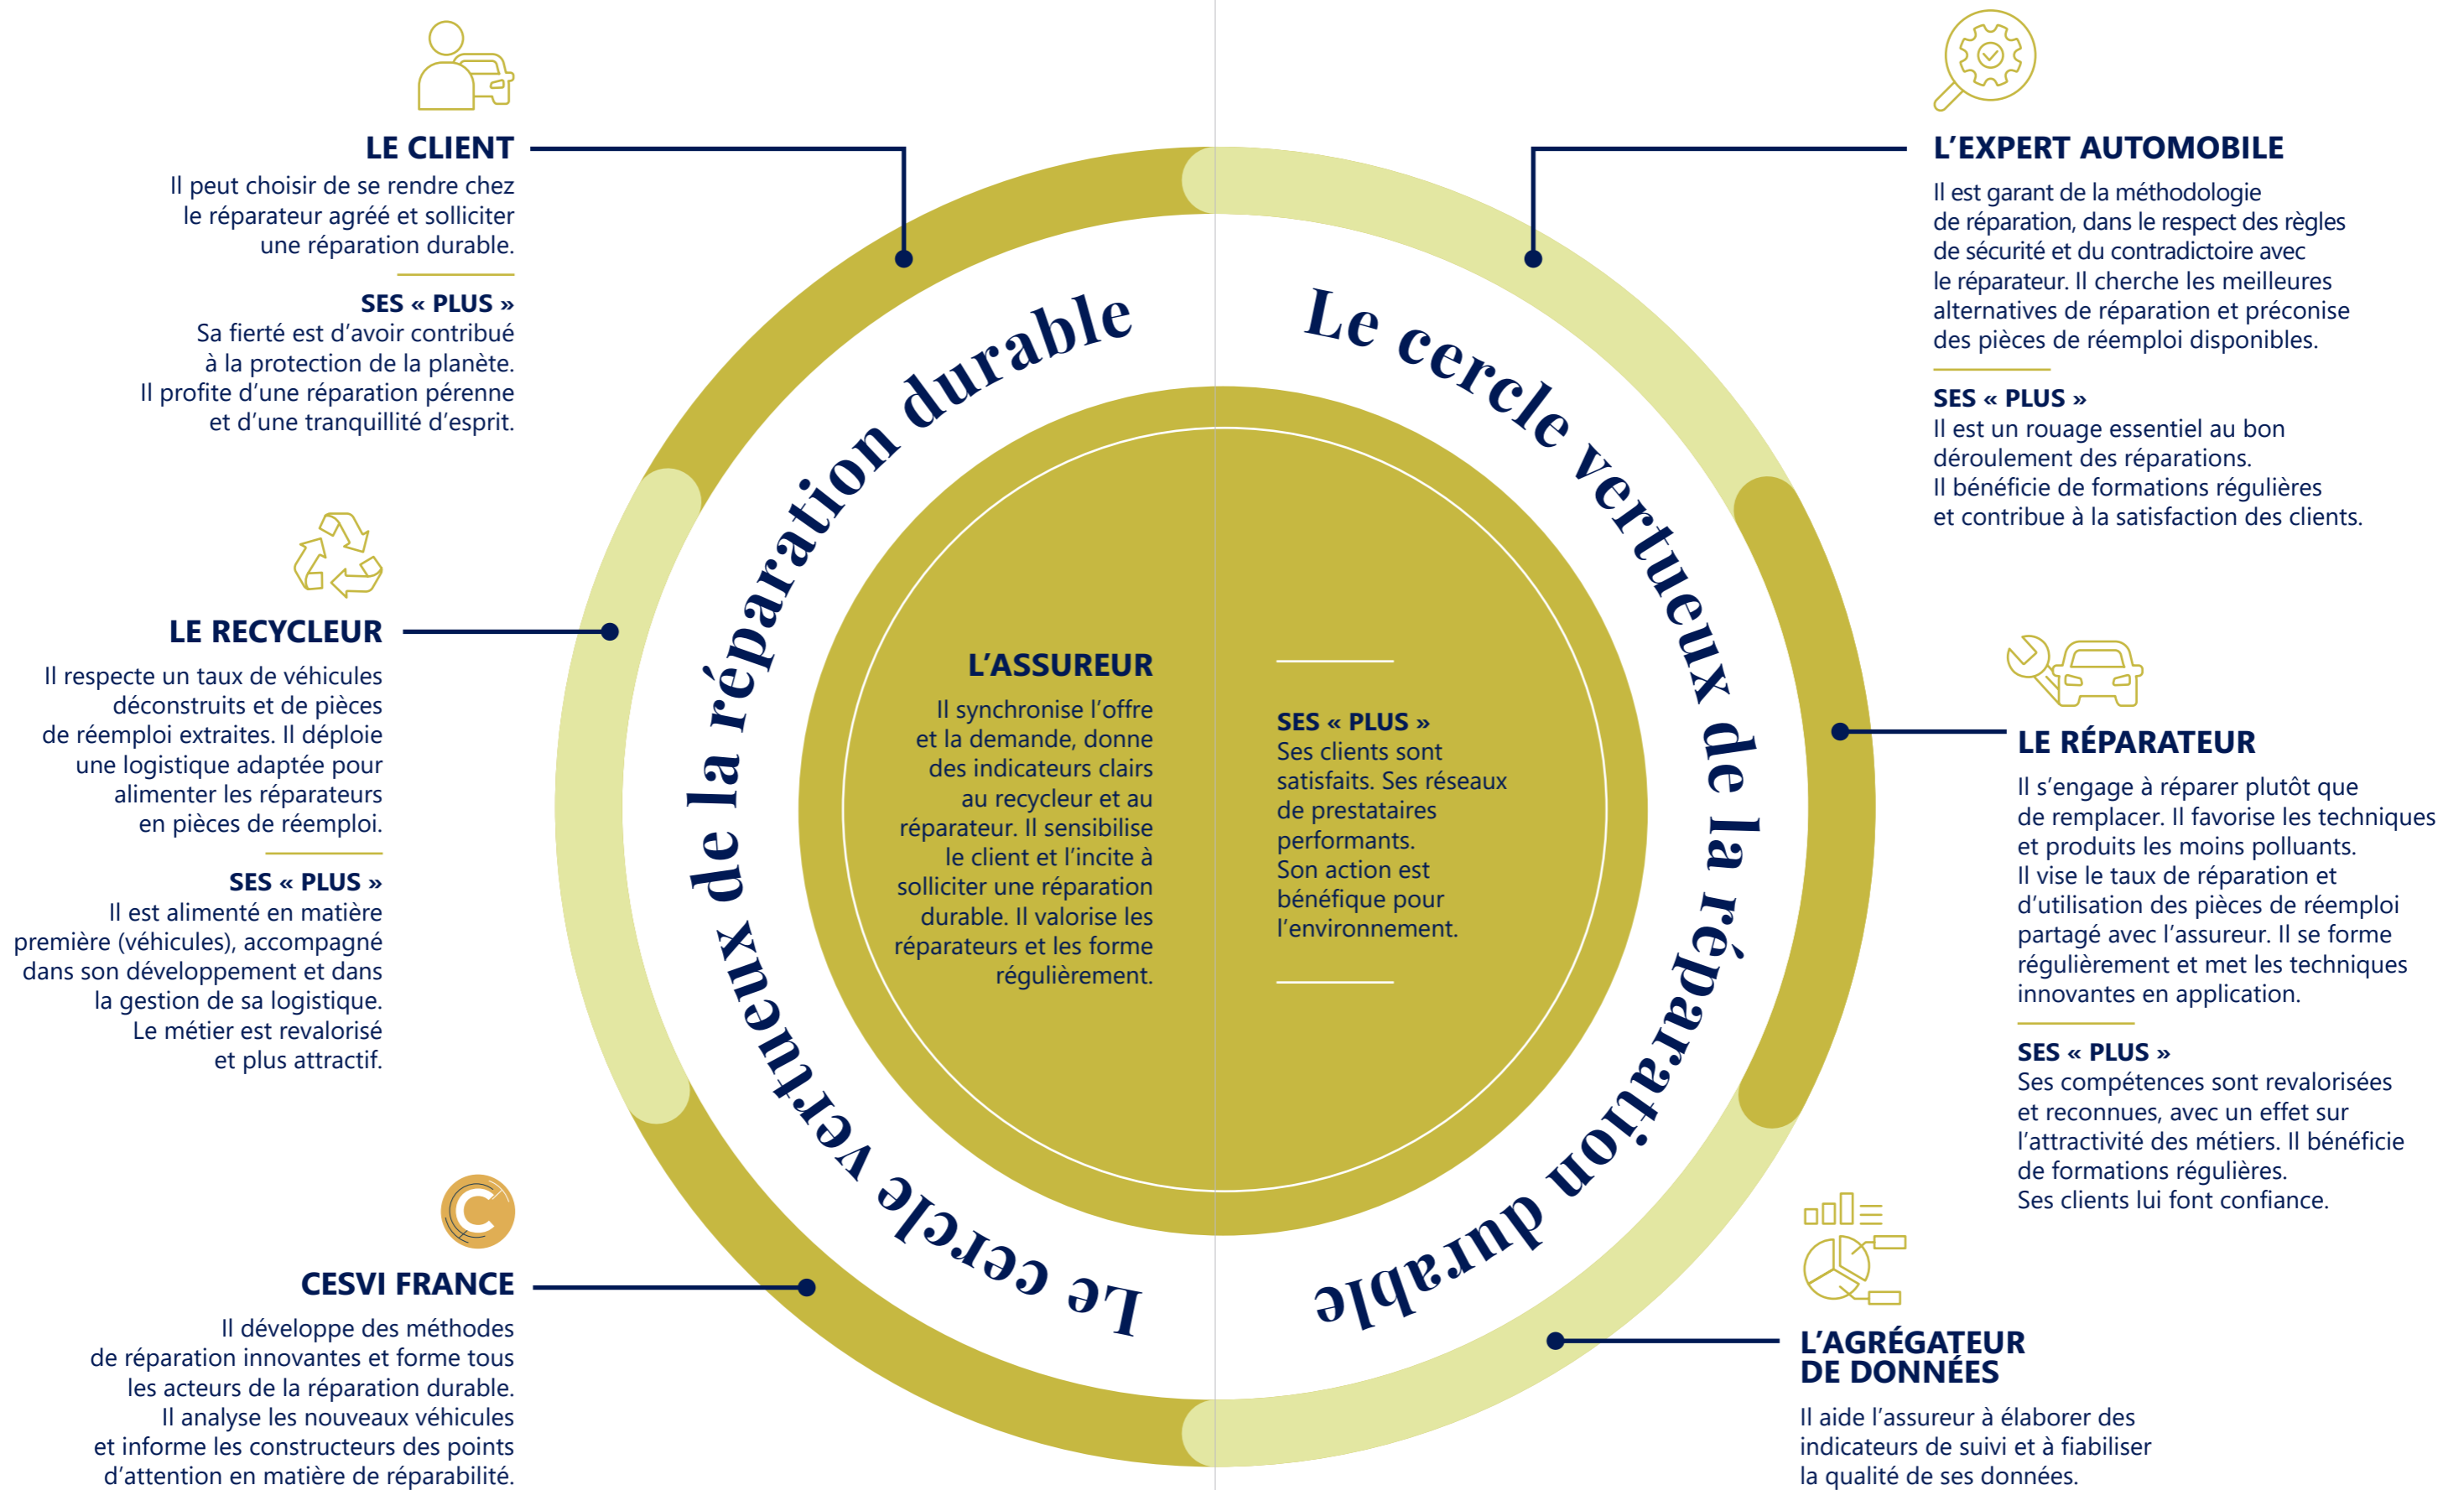 LE CLIENT
Il peut choisir de se rendre chez
le réparateur agréé et solliciter
une réparation durable.
SES « PLUS »
Sa fierté est d’avoir contribué
à la protection de la planète.
Il profite d’une réparation pérenne
et d’une tranquillité d’esprit.
LE RECYCLEUR
Il respecte un taux de véhicules
déconstruits et de pièces
de réemploi extraites. Il déploie
une logistique adaptée pour
alimenter les réparateurs
en pièces de réemploi.
SES « PLUS »
Il est alimenté en matière
première (véhicules), accompagné
dans son développement et dans
la gestion de sa logistique.
Le métier est revalorisé
et plus attractif.
CESVI FRANCE
Il développe des méthodes
de réparation innovantes et forme tous
les acteurs de la réparation durable.
Il analyse les nouveaux véhicules
et informe les constructeurs des points
d’attention en matière de réparabilité.
Le cercle vertueux de la réparation durable
Le cercle vertueux de la réparation durable
L’ASSUREUR
Il synchronise l’offre
et la demande, donne
des indicateurs clairs
au recycleur et au
réparateur. Il sensibilise
le client et l’incite à
solliciter une réparation
durable. Il valorise les
réparateurs et les forme
régulièrement.
SES « PLUS »
Ses clients sont
satisfaits. Ses réseaux
de prestataires
performants.
Son action est
bénéfique pour
l’environnement.
L’EXPERT AUTOMOBILE
Il est garant de la méthodologie
de réparation, dans le respect des règles
de sécurité et du contradictoire avec
le réparateur. Il cherche les meilleures
alternatives de réparation et préconise
des pièces de réemploi disponibles.
SES « PLUS »
Il est un rouage essentiel au bon
déroulement des réparations.
Il bénéficie de formations régulières
et contribue à la satisfaction des clients.
LE RÉPARATEUR
Il s’engage à réparer plutôt que
de remplacer. Il favorise les techniques
et produits les moins polluants.
Il vise le taux de réparation et
d’utilisation des pièces de réemploi
partagé avec l’assureur. Il se forme
régulièrement et met les techniques
innovantes en application.
SES « PLUS »
Ses compétences sont revalorisées
et reconnues, avec un effet sur
l’attractivité des métiers. Il bénéficie
de formations régulières.
Ses clients lui font confiance.
L’AGRÉGATEUR
DE DONNÉES
Il aide l’assureur à élaborer des
indicateurs de suivi et à fiabiliser
la qualité de ses données.